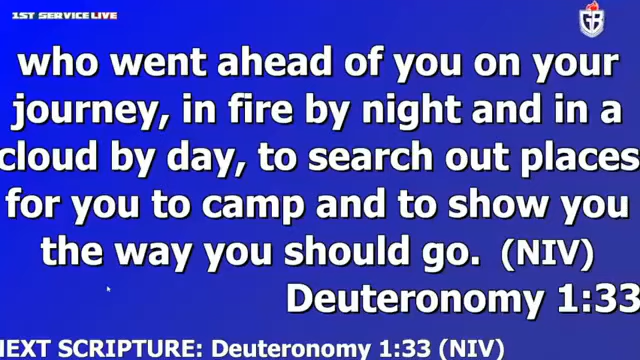 1ST SERVICE LIVE
GB
who went ahead of you on your
journey, in fire by night and in a
cloud by day, to search out places
for you to camp and to show you
the way you should go. (NIV)
Deuteronomy 1:33
NEXT SCRIPTURE: Deuteronomy 1:33 (NIV)